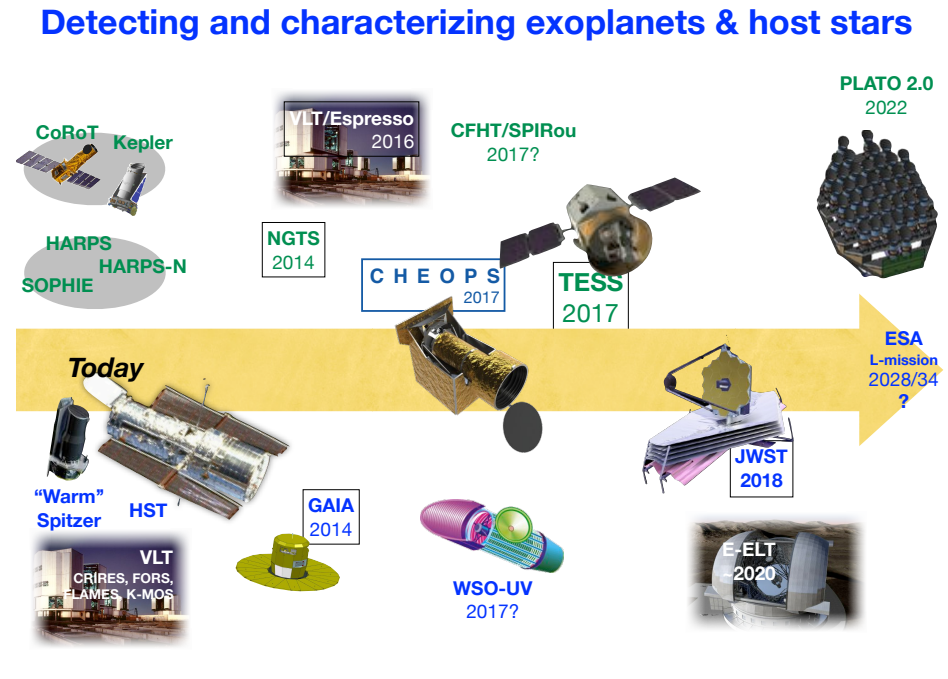 Detecting and characterizing exoplanets & host stars
PLATO 2.0
2022
VLT/Espresso
2016
CFHT/SPIRou
2017?
CoRoT
Kepler
NGTS
2014
HARPS
HARPS-N
SOPHIE
C H E O P S
2017
TESS
2017
ESA
L-mission
2028/34
?
Today
JWST
2018
“Warm”
Spitzer
HST
GAIA
2014
VLT
CRIRES, FORS,
FLAMES, K-MOS
WSO-UV
2017?
E-ELT
~2020